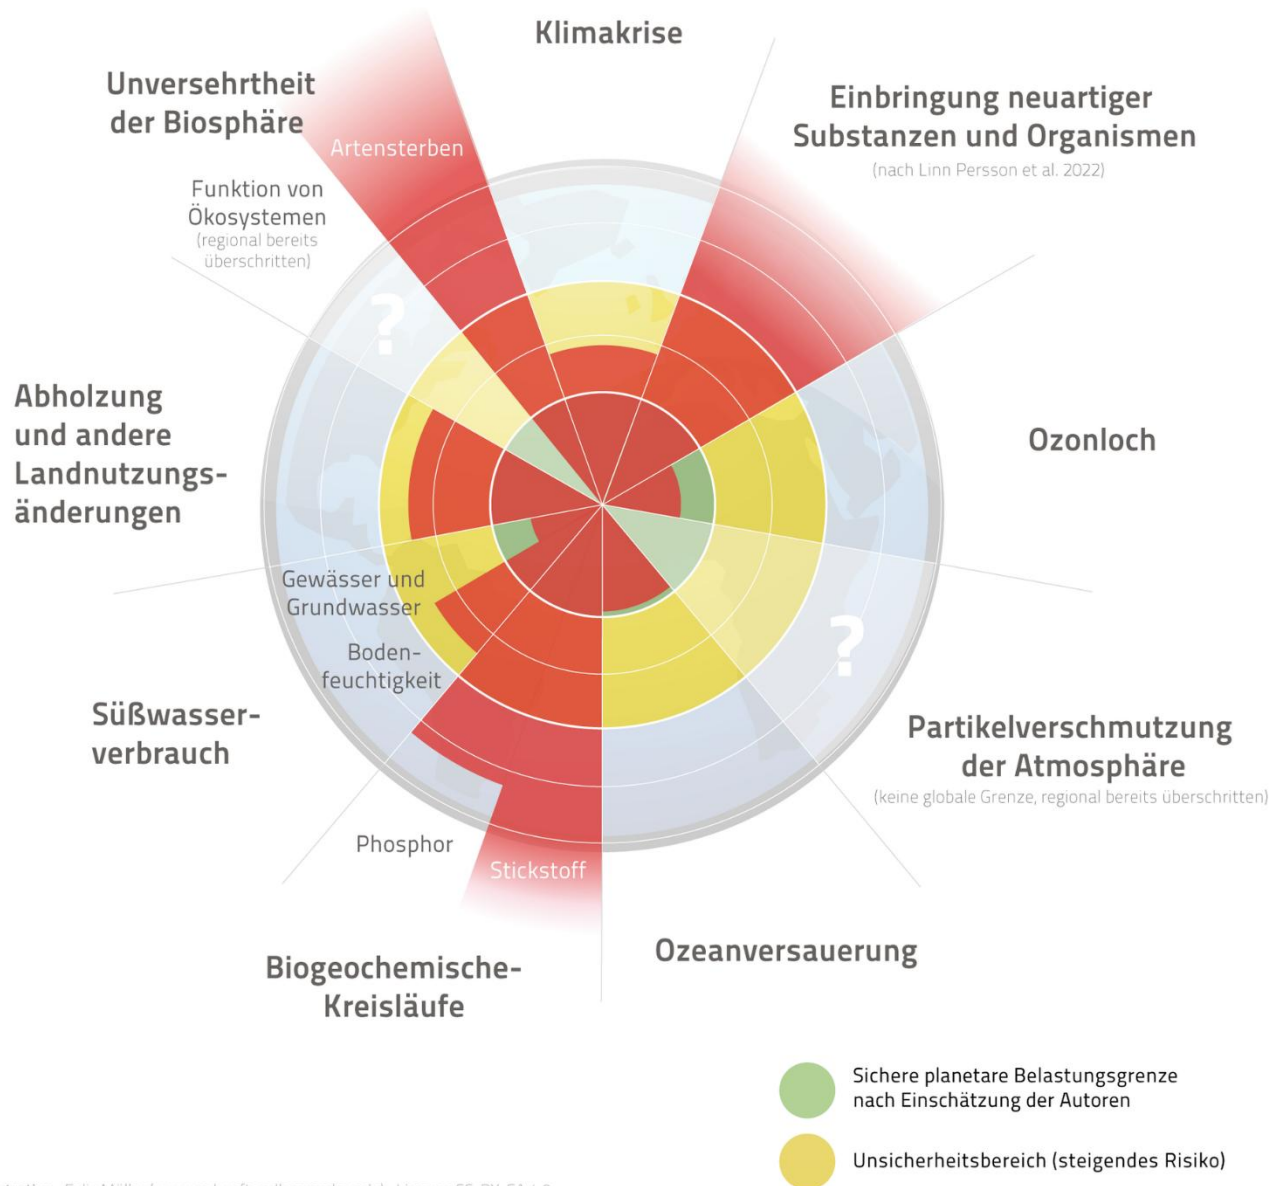 Klimakrise
Unversehrtheit
der Biosphäre
Artensterben
Funktion von
Ökosystemen
(regional bereits
überschritten)
?
Einbringung neuartiger
Substanzen und Organismen
(nach Linn Persson et al. 2022)
Ozonloch
Abholzung
und andere
Landnutzungs-
änderungen
Gewässer und
Grundwasser
Boden-
feuchtigkeit
?
Süßwasser-
verbrauch
Partikelverschmutzung
der Atmosphäre
(keine globale Grenze, regional bereits überschritten)
Phosphor
Stickstoff
Ozeanversauerung
Biogeochemische-
Kreisläufe
Sichere planetare Belastungsgrenze
nach Einschätzung der Autoren
Unsicherheitsbereich (steigendes Risiko)